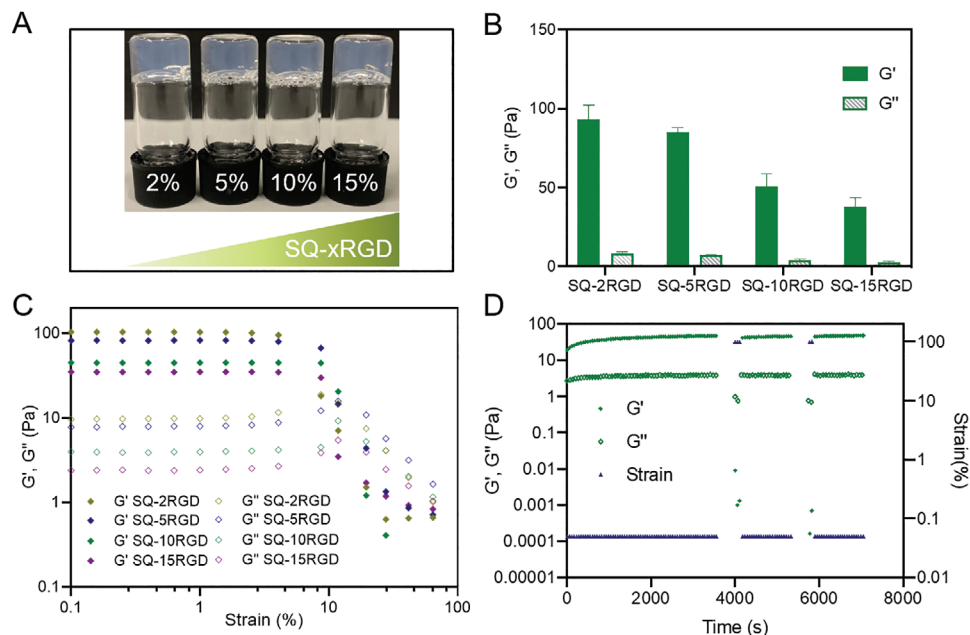 A
2%
5%
10%
15%
SQ-xRGD
B
G', G'' (Pa)
150
100
50
0
G'
G''
SQ-2RGD
SQ-5RGD
SQ-10RGD
SQ-15RGD
C
G', G'' (Pa)
100
10
1
0.1
G' SQ-2RGD
G'' SQ-2RGD
G' SQ-5RGD
G'' SQ-5RGD
G' SQ-10RGD
G'' SQ-10RGD
G' SQ-15RGD
G'' SQ-15RGD
0.1
1
10
100
Strain (%)
D
G', G'' (Pa)
100
10
1
0.1
0.01
0.001
0.0001
0.00001
G'
G''
Strain
100
10
1
0.1
0.01
Strain(%)
0
2000
4000
6000
8000
Time (s)